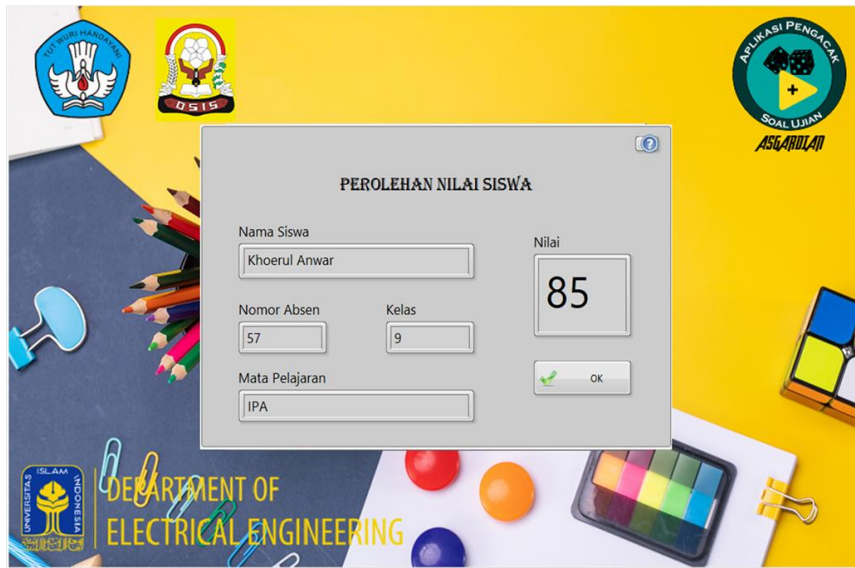 TUT WURI HANDAYANI
OSIS
APLIKASI PENGACAK
SOAL UJIAN
ASGARDIAN
PEROLEHAN NILAI SISWA
Nama Siswa
Khoerul Anwar
Nilai
85
Nomor Absen
57
Kelas
9
OK
Mata Pelajaran
IPA
UNIVERSITAS
ISLAM
INDONESIA
DEPARTMENT OF
ELECTRICAL ENGINEERING